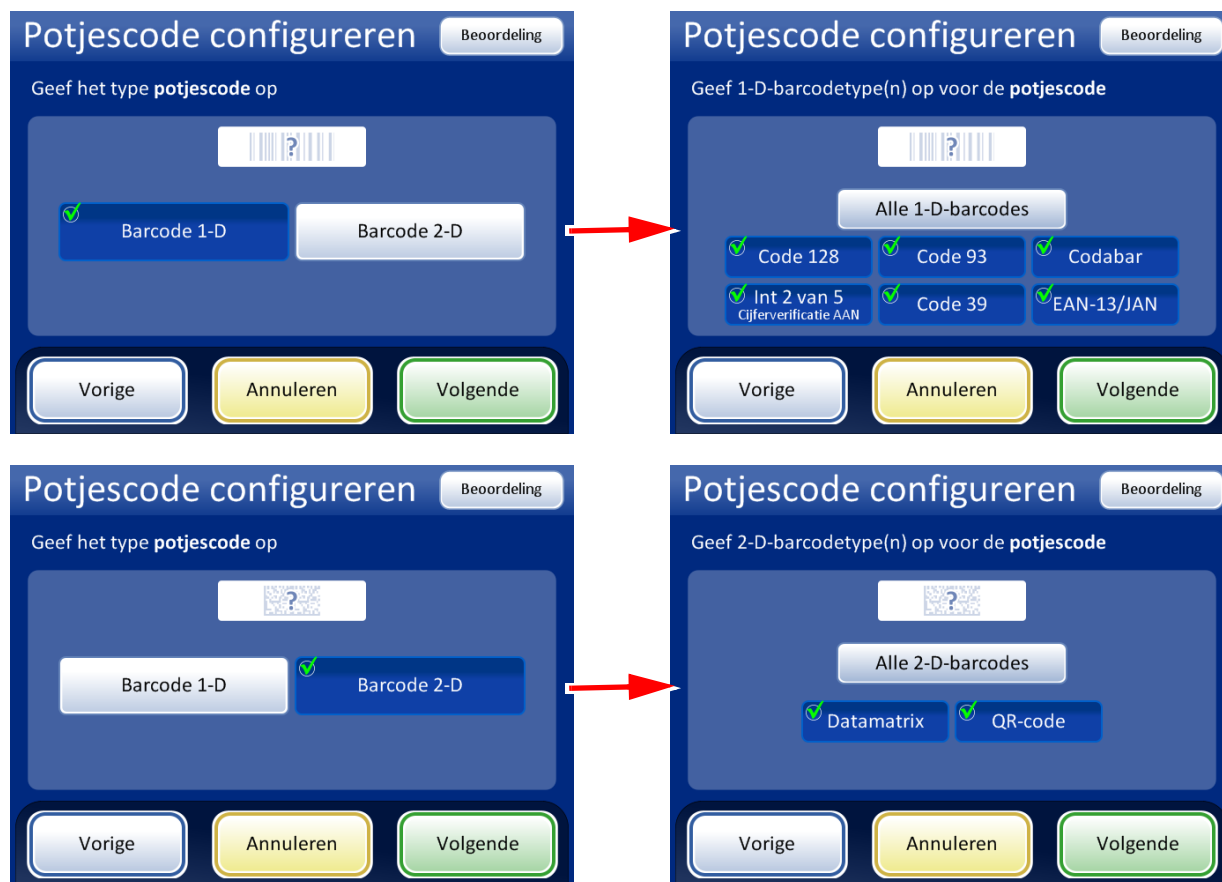 Potjescode configureren
Beoordeling
Geef het type potjescode op
?
Barcode 1-D
Barcode 2-D
Vorige
Annuleren
Volgende
Potjescode configureren
Beoordeling
Geef 1-D-barcodetype(n) op voor de potjescode
?
Alle 1-D-barcodes
Code 128
Code 93
Codabar
Int 2 van 5
Cijferverificatie AAN
Code 39
EAN-13/JAN
Vorige
Annuleren
Volgende
Potjescode configureren
Beoordeling
Geef het type potjescode op
?
Barcode 1-D
Barcode 2-D
Vorige
Annuleren
Volgende
Potjescode configureren
Beoordeling
Geef 2-D-barcodetype(n) op voor de potjescode
?
Alle 2-D-barcodes
Datamatrix
QR-code
Vorige
Annuleren
Volgende